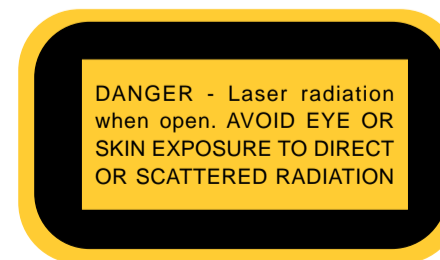 DANGER - Laser radiation
when open. AVOID EYE OR
SKIN EXPOSURE TO DIRECT
OR SCATTERED RADIATION